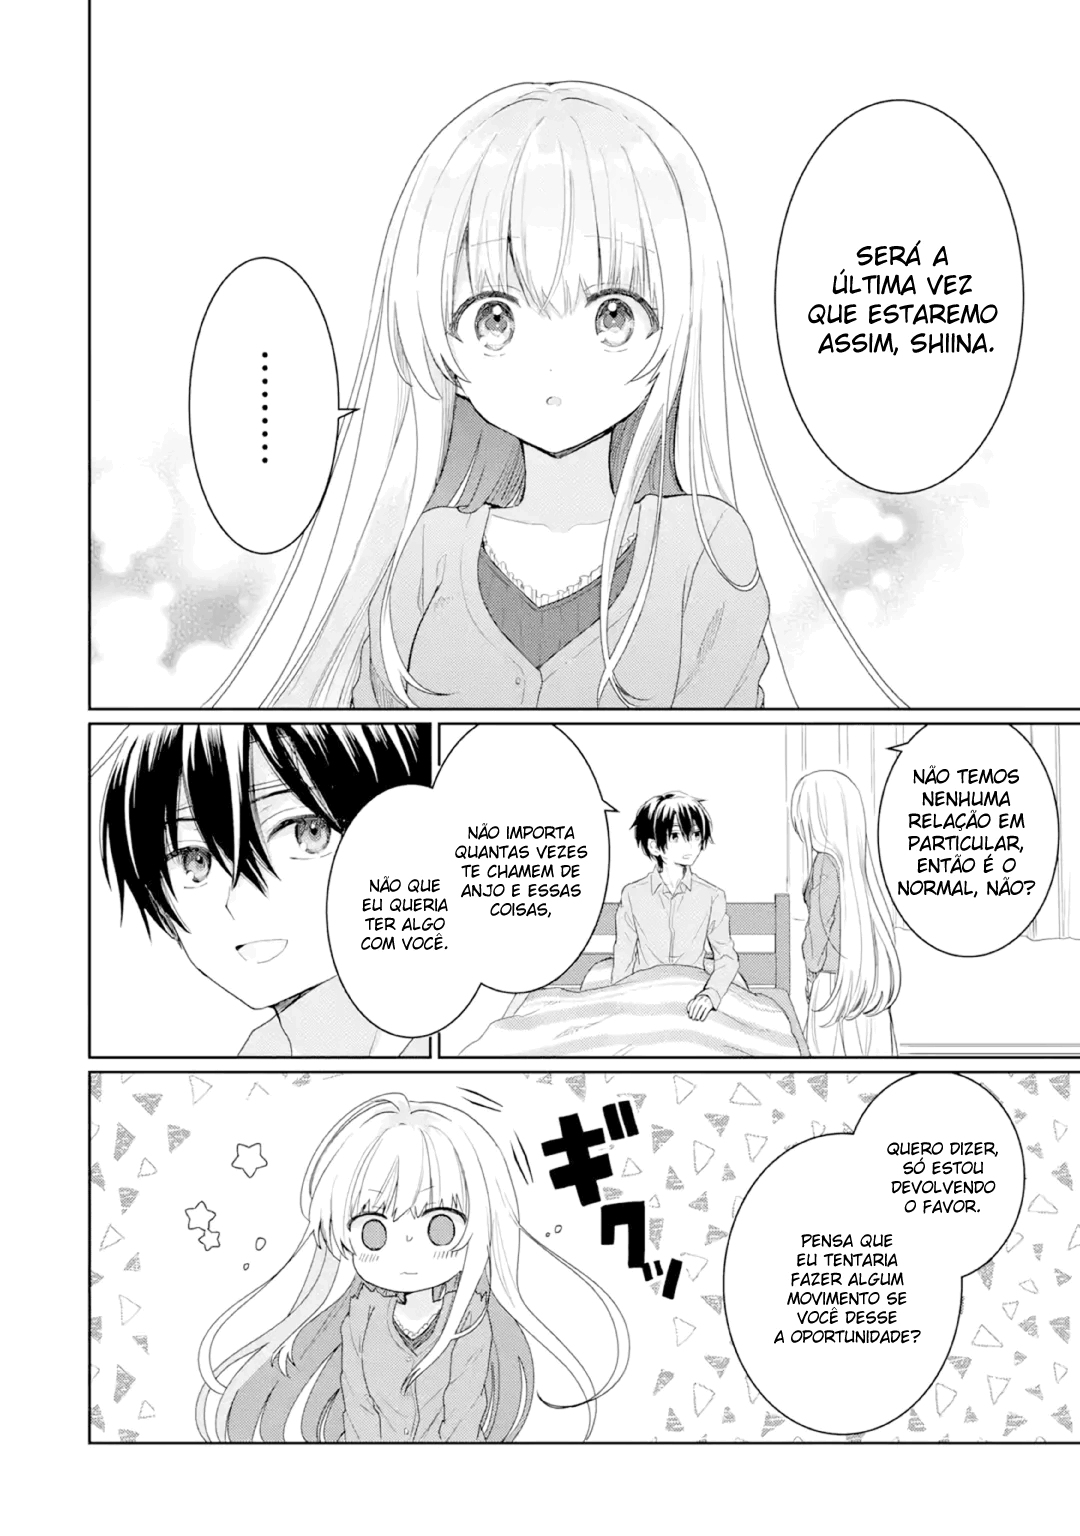 SERÁ A
ÚLTIMA VEZ
QUE ESTAREMO
ASSIM, SHIINA.
........
NÃO TEMOS
NENHUMA
RELAÇÃO EM
PARTICULAR,
ENTÃO É O
NORMAL, NÃO?
NÃO IMPORTA
QUANTAS VEZES
TE CHAMEM DE
ANJO E ESSAS
COISAS,
NÃO QUE
EU QUERIA
TER ALGO
COM VOCÊ.
QUERO DIZER,
SÓ ESTOU
DEVOLVENDO
O FAVOR.
PENSA QUE
EU TENTARIA
FAZER ALGUM
MOVIMENTO SE
VOCÊ DESSE
A OPORTUNIDADE?
ギクッ